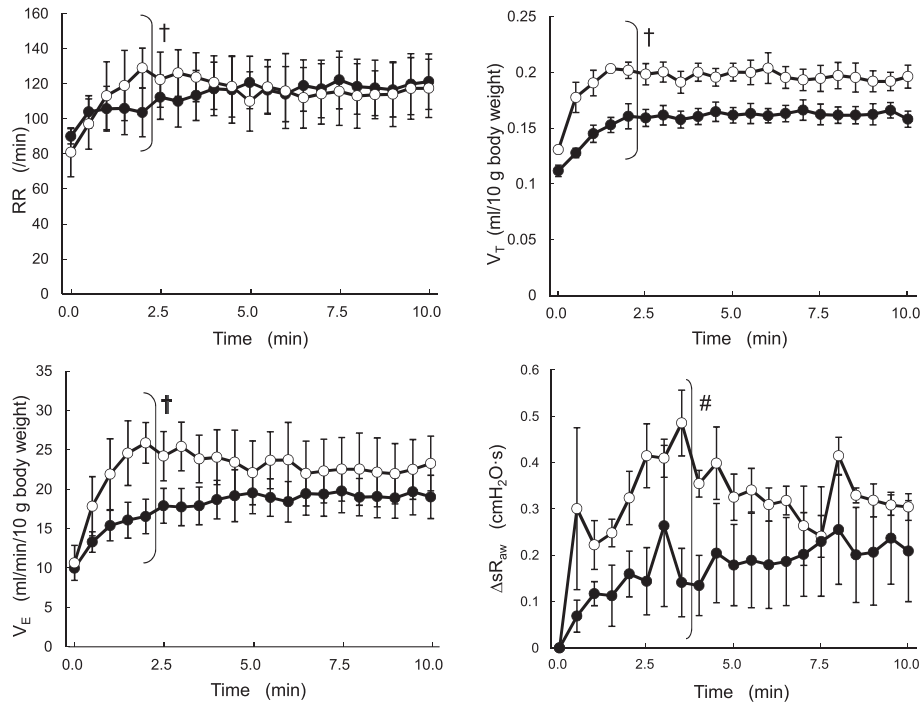 160
140
120
100
80
60
40
20
0
RR (/min)
†
0.0 2.5 5.0 7.5 10.0
Time (min)
0.25
0.2
0.15
0.1
0.05
0
V_T (ml/10 g body weight)
†
0.0 2.5 5.0 7.5 10.0
Time (min)
35
30
25
20
15
10
5
0
V_E (ml/min/10 g body weight)
†
0.0 2.5 5.0 7.5 10.0
Time (min)
0.6
0.5
0.4
0.3
0.2
0.1
0
ΔsR_aw (cmH₂O·s)
#
0.0 2.5 5.0 7.5 10.0
Time (min)